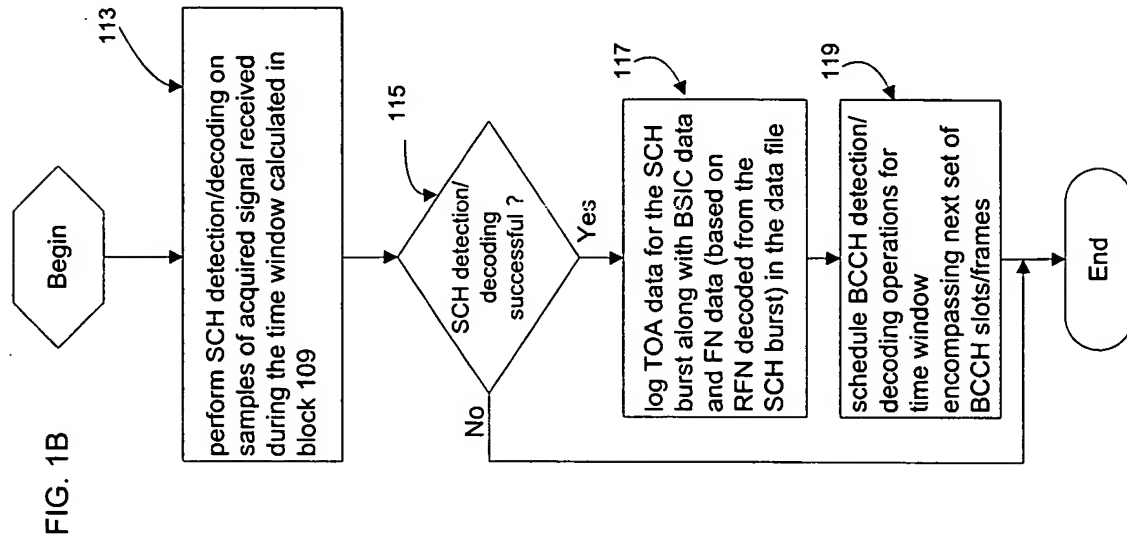 FIG. 1B
Begin
113
perform SCH detection/decoding on
samples of acquired signal received
during the time window calculated in
block 109
115
SCH detection/
decoding
successful ?
No
Yes
117
log TOA data for the SCH
burst along with BSIC data
and FN data (based on
RFN decoded from the
SCH burst) in the data file
119
schedule BCCH detection/
decoding operations for
time window
encompassing next set of
BCCH slots/frames
End